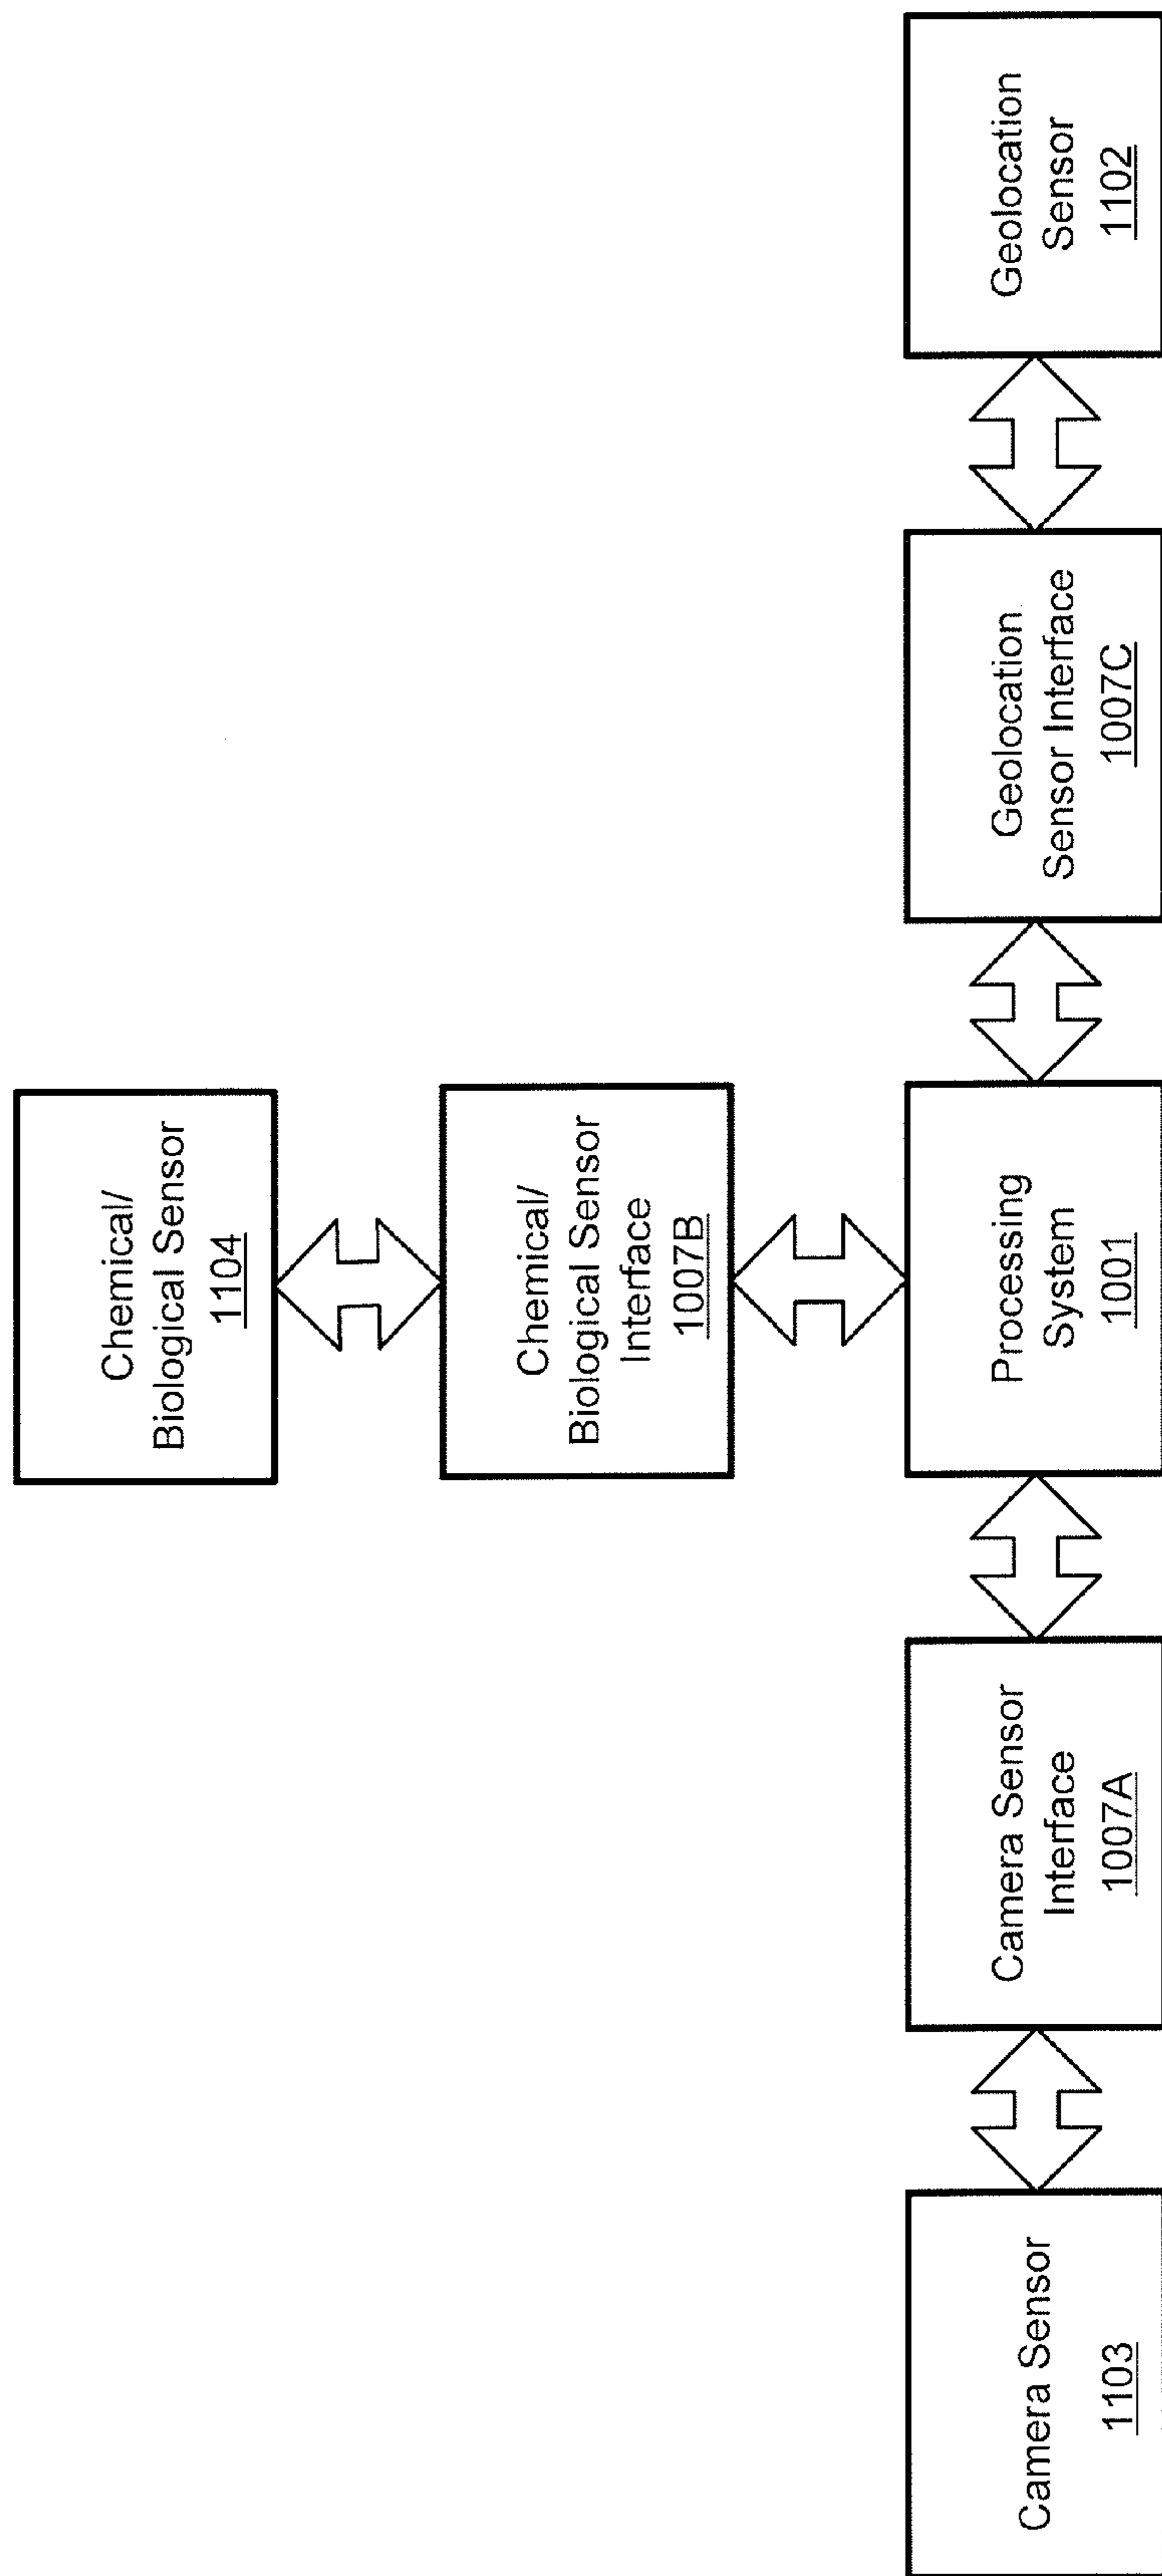 Chemical/
Biological Sensor
1104
Chemical/
Biological Sensor
Interface
1007B
Camera Sensor
1103
Camera Sensor
Interface
1007A
Processing
System
1001
Geolocation
Sensor Interface
1007C
Geolocation
Sensor
1102